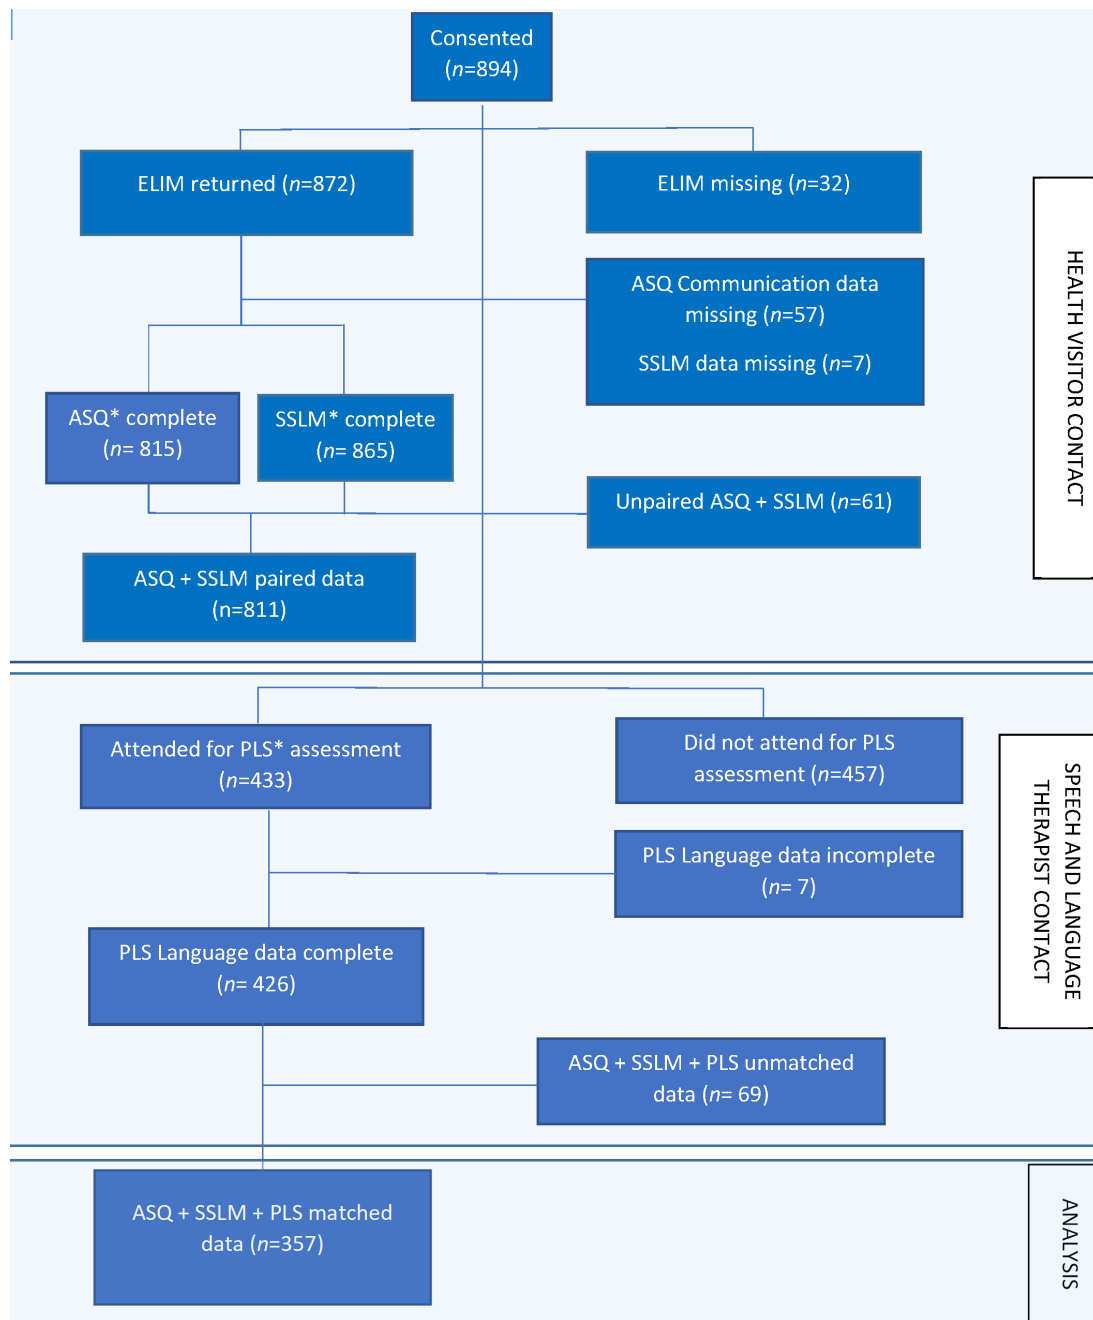 Consented
(n=894)
ELIM returned (n=872)
ELIM missing (n=32)
ASQ Communication data
missing (n=57)
SSLM data missing (n=7)
ASQ* complete
(n= 815)
SSLM* complete
(n= 865)
Unpaired ASQ + SSLM (n=61)
ASQ + SSLM paired data
(n=811)
HEALTH VISITOR CONTACT
Attended for PLS* assessment
(n=433)
Did not attend for PLS
assessment (n=457)
PLS Language data incomplete
(n= 7)
PLS Language data complete
(n= 426)
ASQ + SSLM + PLS unmatched
data (n= 69)
SPEECH AND LANGUAGE
THERAPIST CONTACT
ASQ + SSLM + PLS matched
data (n=357)
ANALYSIS